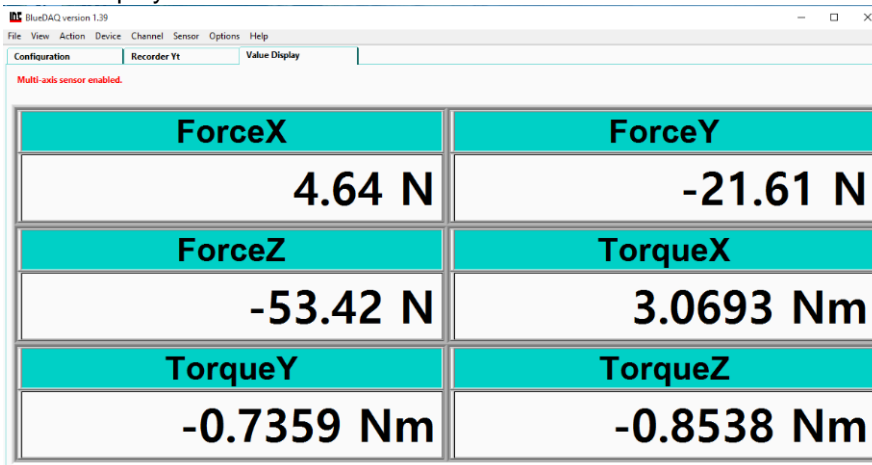 BlueDAQ version 1.39
File View Action Device Channel Sensor Options Help
Configuration Recorder Yt Value Display
Multi-axis sensor enabled.
ForceX ForceY
4.64 N -21.61 N
ForceZ TorqueX
-53.42 N 3.0693 Nm
TorqueY TorqueZ
-0.7359 Nm -0.8538 Nm